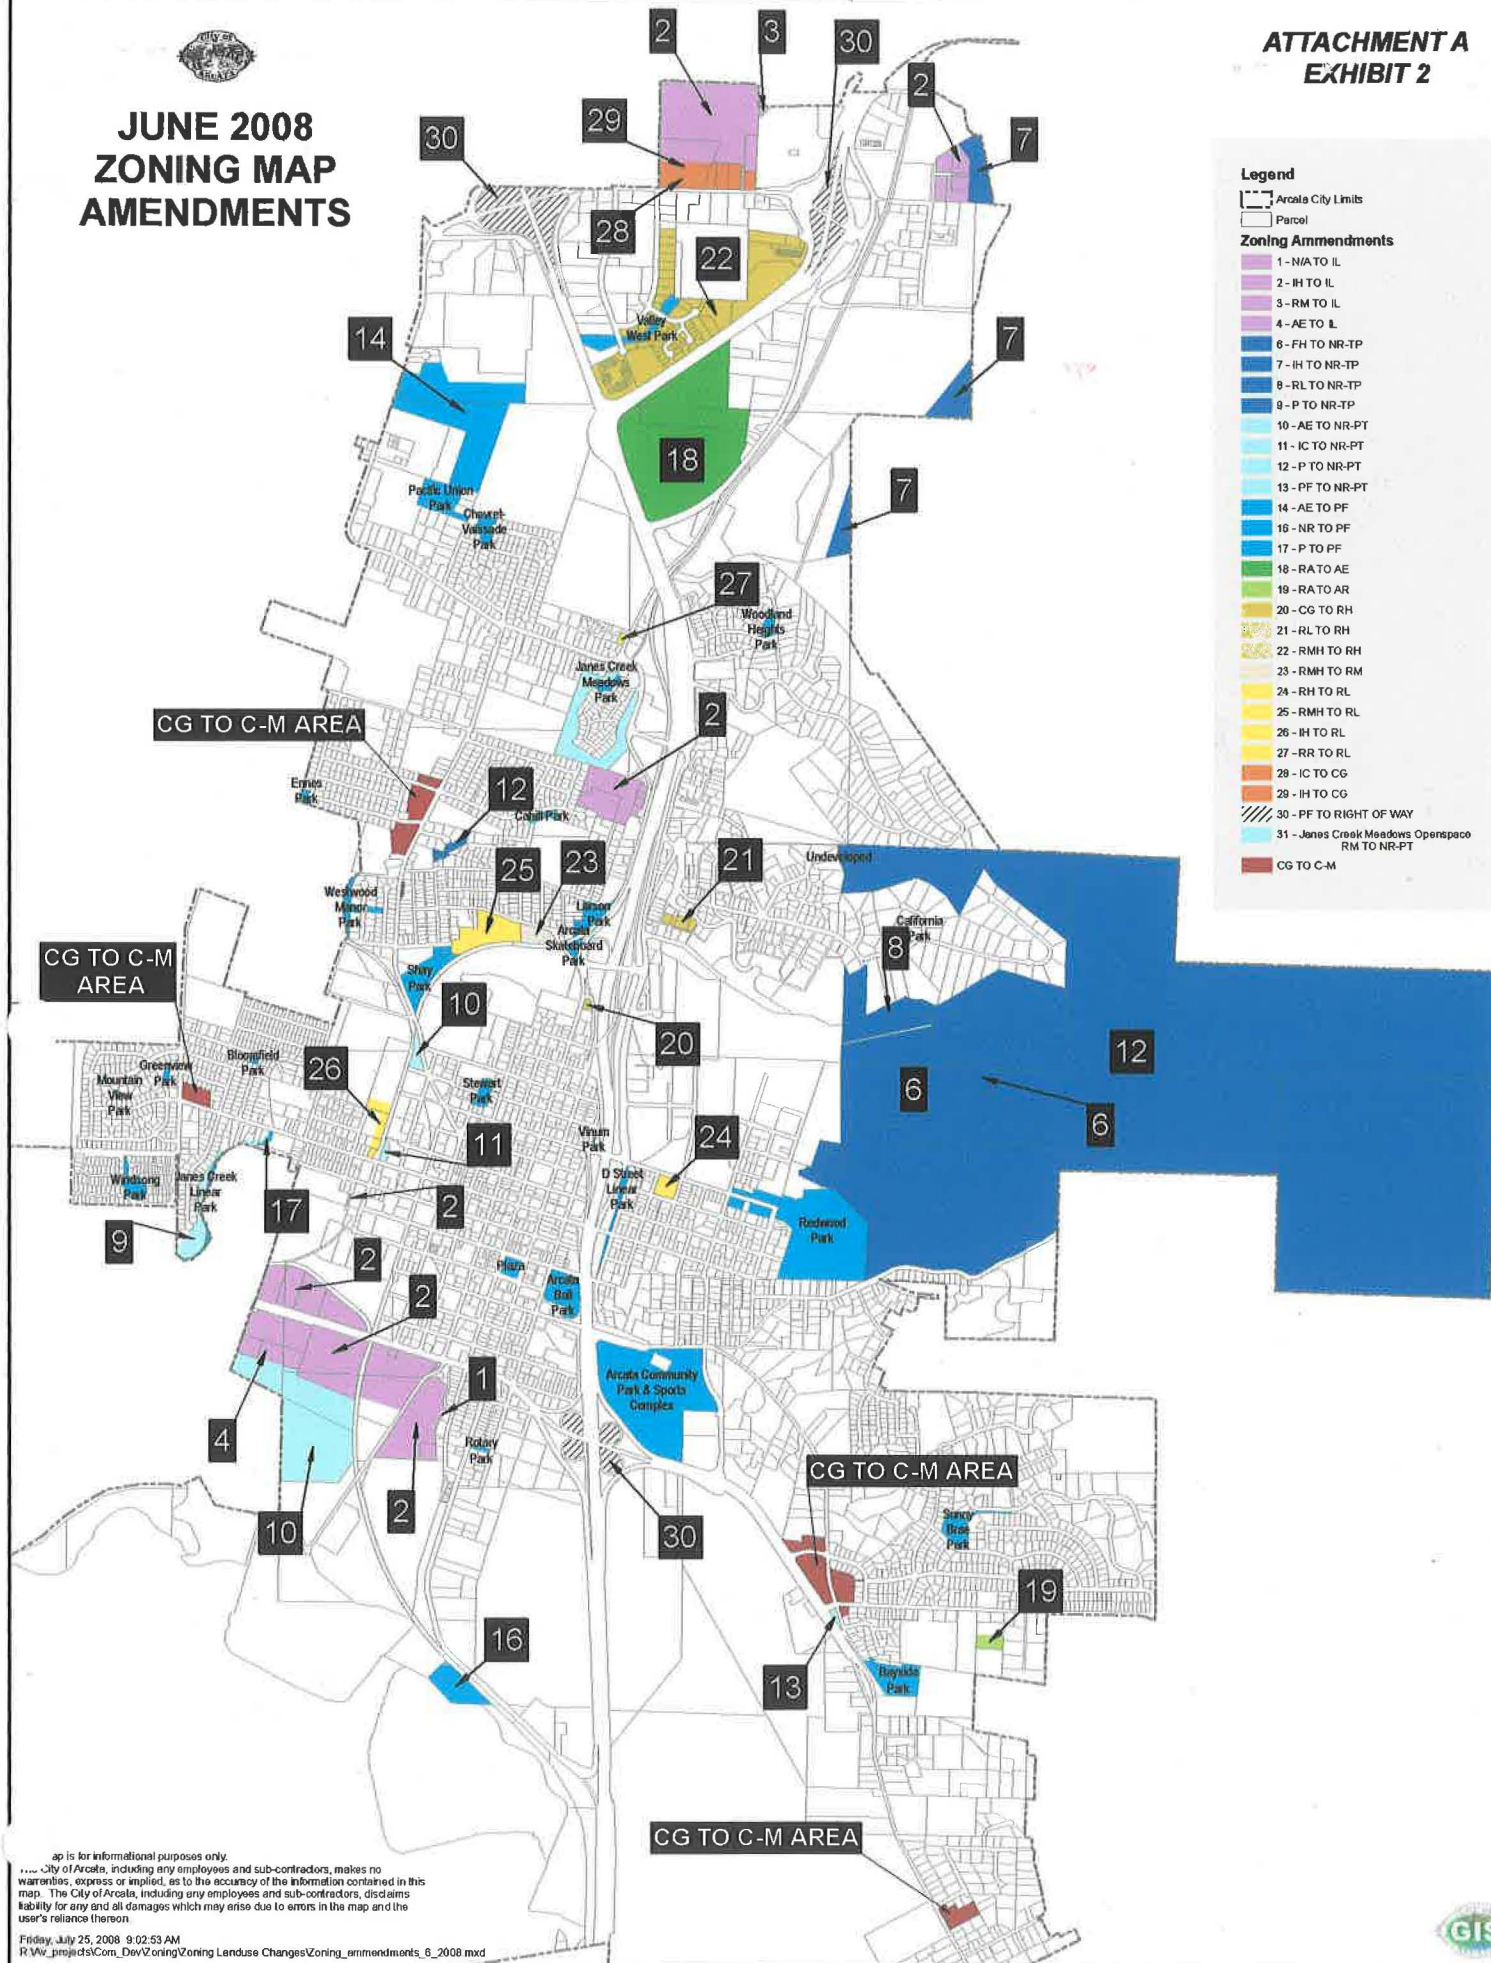 City of
ARCATA
JUNE 2008
ZONING MAP
AMENDMENTS
ATTACHMENT A
EXHIBIT 2
Legend
Arcata City Limits
Parcel
Zoning Ammendments
1 - N/A TO IL
2 - IH TO IL
3 - RM TO IL
4 - AE TO IL
6 - FH TO NR-TP
7 - IH TO NR-TP
8 - RL TO NR-TP
9 - P TO NR-TP
10 - AE TO NR-PT
11 - IC TO NR-PT
12 - P TO NR-PT
13 - PF TO NR-PT
14 - AE TO PF
16 - NR TO PF
17 - P TO PF
18 - RA TO AE
19 - RA TO AR
20 - CG TO RH
21 - RL TO RH
22 - RMH TO RH
23 - RMH TO RM
24 - RH TO RL
25 - RMH TO RL
26 - IH TO RL
27 - RR TO RL
28 - IC TO CG
29 - IH TO CG
30 - PF TO RIGHT OF WAY
31 - Janes Creek Meadows Openspace
RM TO NR-PT
CG TO C-M
2
3
30
2
29
30
7
28
22
Valley
West Park
14
7
18
7
Pacific Union
Park
Chevret-
Vaissade
Park
27
Woodland
Heights
Park
Janes Creek
Meadows
Park
CG TO C-M AREA
2
Ennes
Park
12
Cahill Park
25
23
21
Undeveloped
Westwood
Manor
Park
Larson
Park
Arcata
Skateboard
Park
California
Park
8
CG TO C-M
AREA
Shay
Park
10
20
12
Bloomfield
Park
Greenview
Park
Mountain
View
Park
26
Stewart
Park
6
6
11
Vinum
Park
24
D Street
Linear
Park
Windsong
Park
Janes Creek
Linear
Park
17
2
9
Redwood
Park
2
Plaza
Arcata
Ball
Park
2
1
Arcata Community
Park & Sports
Complex
4
Rotary
Park
CG TO C-M AREA
10
2
30
Sunny
Brae
Park
19
16
13
Bayside
Park
CG TO C-M AREA
ap is for informational purposes only.
City of Arcata, including any employees and sub-contractors, makes no
warrenties, express or implied, as to the accuracy of the information contained in this
map. The City of Arcata, including any employees and sub-contractors, disclaims
liability for any and all damages which may arise due to errors in the map and the
user's reliance thereon
Friday, July 25, 2008 9:02:53 AM
R:\Av_projects\Com_Dev\Zoning\Zoning Landuse Changes\Zoning_ammendments_6_2008.mxd
GIS